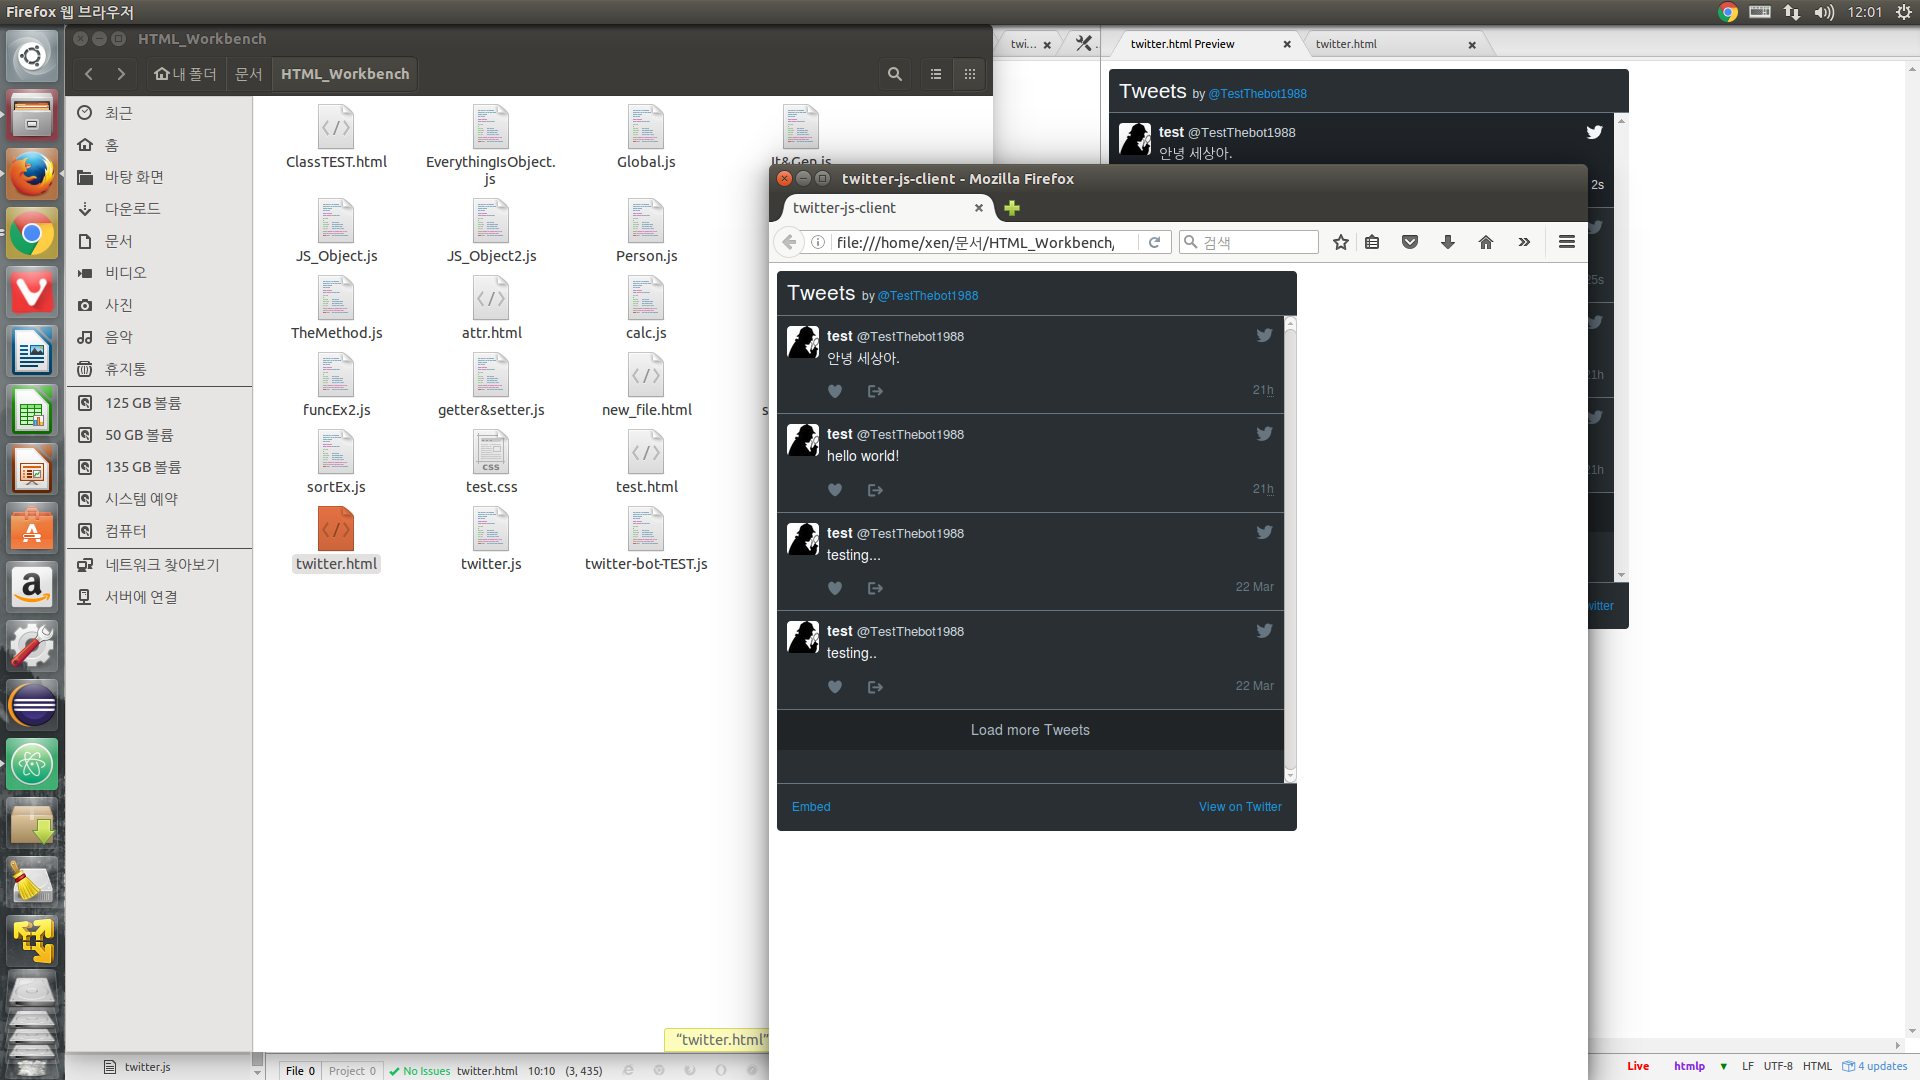 Firefox 웹 브라우저
12:01
HTML_Workbench
내 폴더
문서
HTML_Workbench
최근
홈
바탕 화면
다운로드
문서
비디오
사진
음악
휴지통
125 GB 볼륨
50 GB 볼륨
135 GB 볼륨
시스템 예약
컴퓨터
네트워크 찾아보기
서버에 연결
ClassTEST.html
EverythingIsObject.
js
Global.js
It&Gen.js
JS_Object.js
JS_Object2.js
Person.js
TheMethod.js
attr.html
calc.js
funcEx2.js
getter&setter.js
new_file.html
s
sortEx.js
test.css
test.html
twitter.html
twitter.js
twitter-bot-TEST.js
"twitter.html"
twi...
twitter.html Preview
twitter.html
Tweets by @TestThebot1988
test @TestThebot1988
안녕 세상아.
2s
25s
21h
21h
witter
twitter-js-client - Mozilla Firefox
twitter-js-client
file:///home/xen/문서/HTML_Workbench/
검색
Tweets by @TestThebot1988
test @TestThebot1988
안녕 세상아.
21h
test @TestThebot1988
hello world!
21h
test @TestThebot1988
testing...
22 Mar
test @TestThebot1988
testing..
22 Mar
Load more Tweets
Embed
View on Twitter
twitter.js
File 0
Project 0
No Issues
twitter.html
10:10
(3, 435)
Live
htmlp
LF
UTF-8
HTML
4 updates